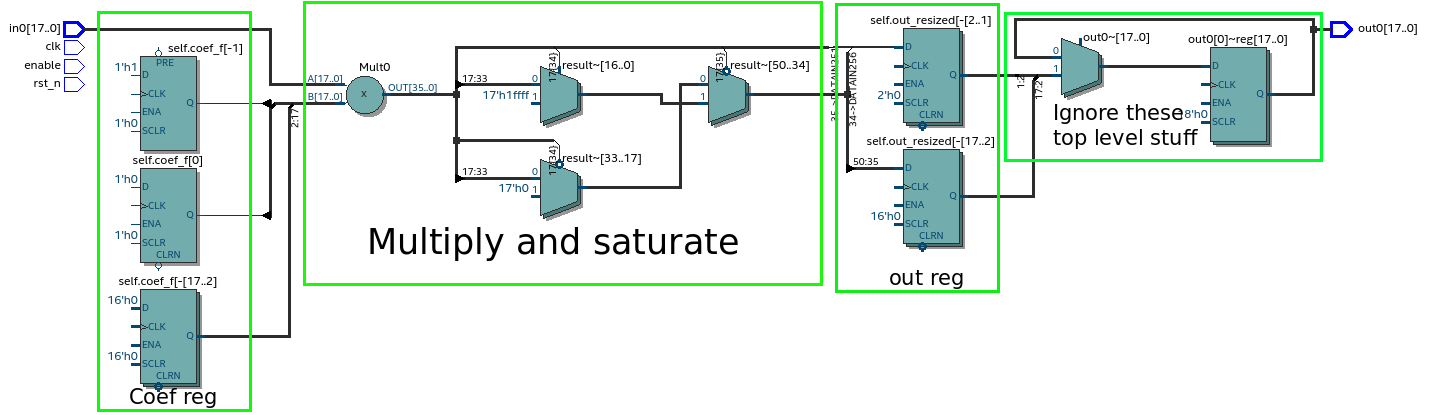 in0[17..0]
clk
enable
rst_n
self.coef_f[-1]
PRE
1'h1
D
CLK
ENA
1'h0
SCLR
Q
self.coef_f[0]
1'h0
D
CLK
ENA
1'h0
SCLR
CLRN
Q
self.coef_f[-[17..2]
16'h0
D
CLK
ENA
16'h0
SCLR
CLRN
Q
Coef reg
2:17
Mult0
A[17..0]
B[17..0]
x
OUT[35..0]
17:33
17'h1ffff
0
1
17{34}
result~[16..0]
17:33
17'h0
0
1
17{34}
result~[33..17]
0
1
17{35}
result~[50..34]
Multiply and saturate
34->DATAIN256
50:35
self.out_resized[-[2..1]
D
CLK
ENA
2'h0
SCLR
CLRN
Q
self.out_resized[-[17..2]
D
CLK
ENA
16'h0
SCLR
CLRN
Q
out reg
1:2
17:2
0
1
out0~[17..0]
out0[0]~reg[17..0]
D
CLK
ENA
8'h0
SCLR
Q
Ignore these
top level stuff
out0[17..0]